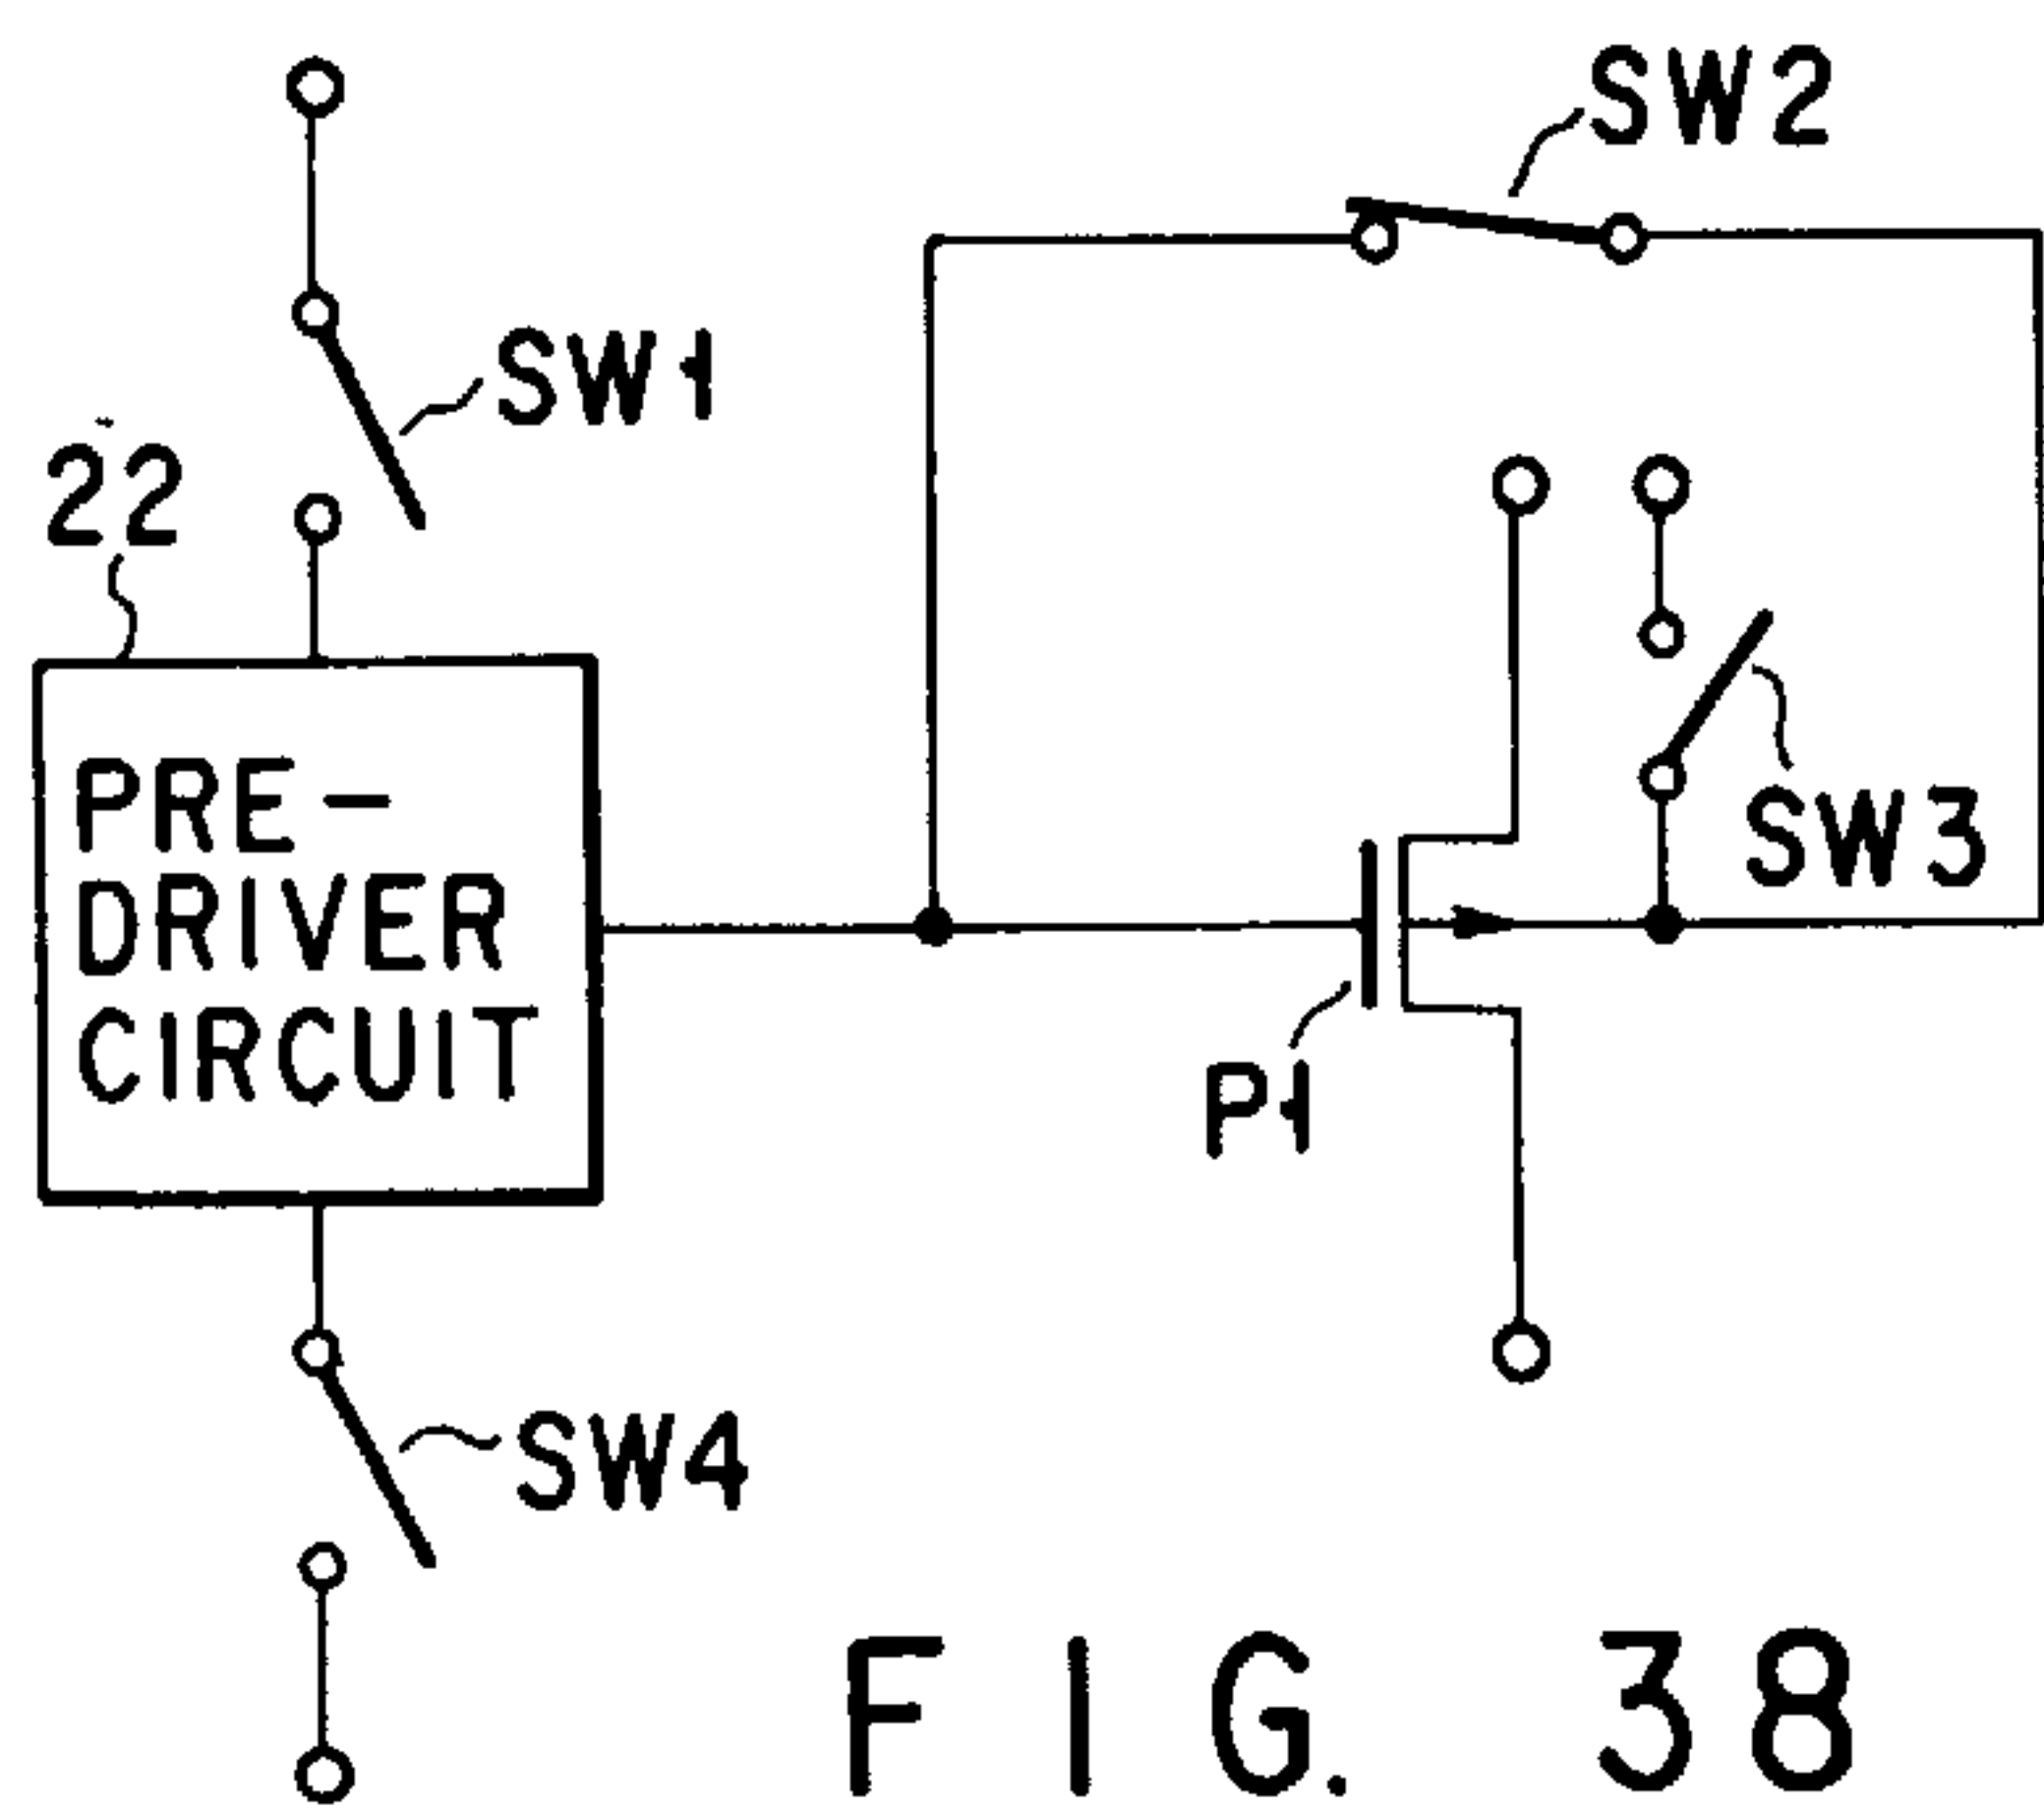 SW2
SW1
22
PRE-
DRIVER
CIRCUIT
SW3
P1
SW4
FIG. 38